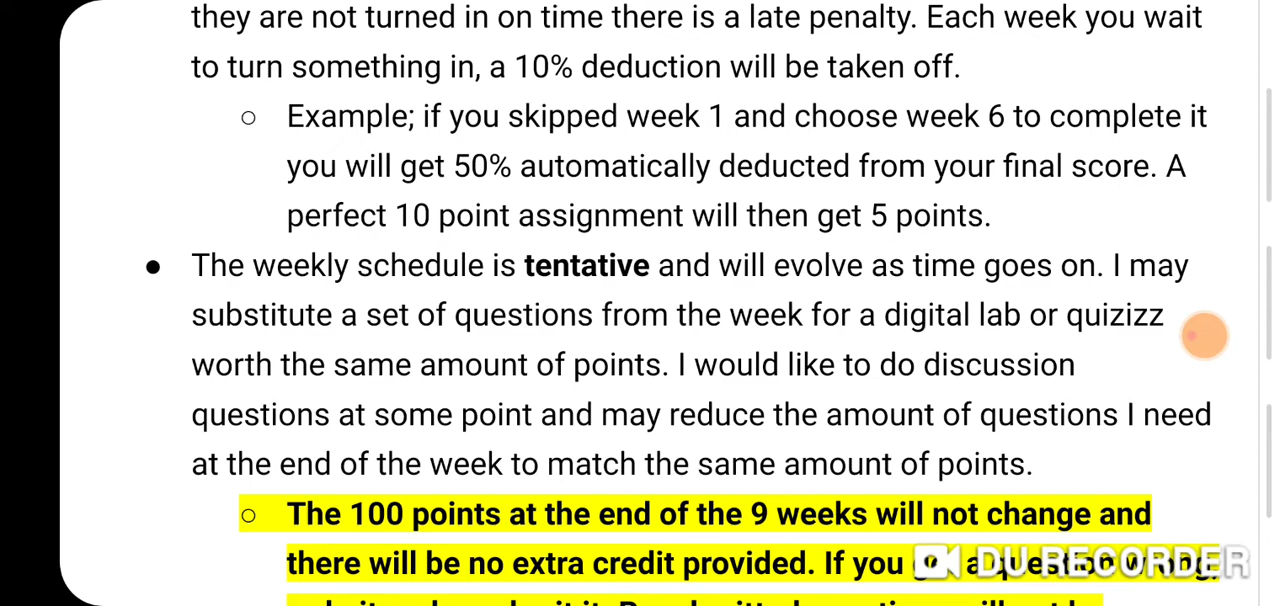 they are not turned in on time there is a late penalty. Each week you wait
to turn something in, a 10% deduction will be taken off.
○ Example; if you skipped week 1 and choose week 6 to complete it
you will get 50% automatically deducted from your final score. A
perfect 10 point assignment will then get 5 points.
● The weekly schedule is tentative and will evolve as time goes on. I may
substitute a set of questions from the week for a digital lab or quizizz
worth the same amount of points. I would like to do discussion
questions at some point and may reduce the amount of questions I need
at the end of the week to match the same amount of points.
○ The 100 points at the end of the 9 weeks will not change and
there will be no extra credit provided. If you a question wrong,
DU RECORDER